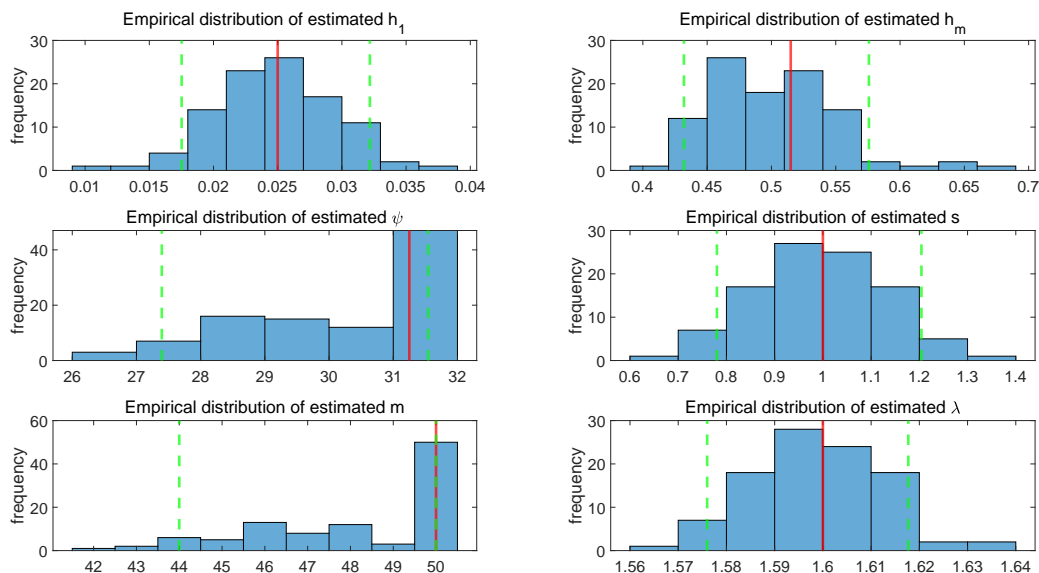 Empirical distribution of estimated h_1
30
20
10
0
frequency
0.01 0.015 0.02 0.025 0.03 0.035 0.04
Empirical distribution of estimated h_m
30
20
10
0
frequency
0.4 0.45 0.5 0.55 0.6 0.65 0.7
Empirical distribution of estimated ψ
40
20
0
frequency
26 27 28 29 30 31 32
Empirical distribution of estimated s
30
20
10
0
frequency
0.6 0.7 0.8 0.9 1 1.1 1.2 1.3 1.4
Empirical distribution of estimated m
60
40
20
0
frequency
42 43 44 45 46 47 48 49 50
Empirical distribution of estimated λ
30
20
10
0
frequency
1.56 1.57 1.58 1.59 1.6 1.61 1.62 1.63 1.64